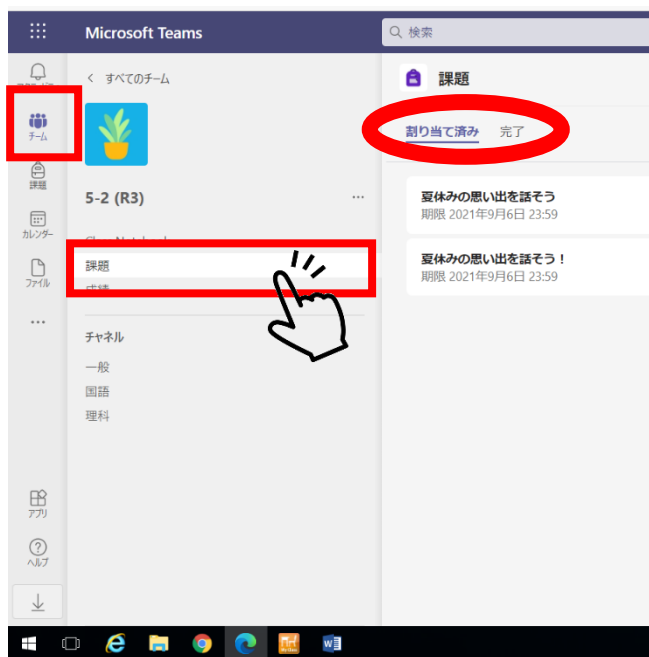 Microsoft Teams
検索
チーム
課題
カレンダー
ファイル
...
アプリ
ヘルプ
< すべてのチーム
5-2 (R3)
...
課題
成績
チャネル
一般
国語
理科
課題
割り当て済み 完了
夏休みの思い出を話そう
期限 2021年9月6日 23:59
夏休みの思い出を話そう！
期限 2021年9月6日 23:59